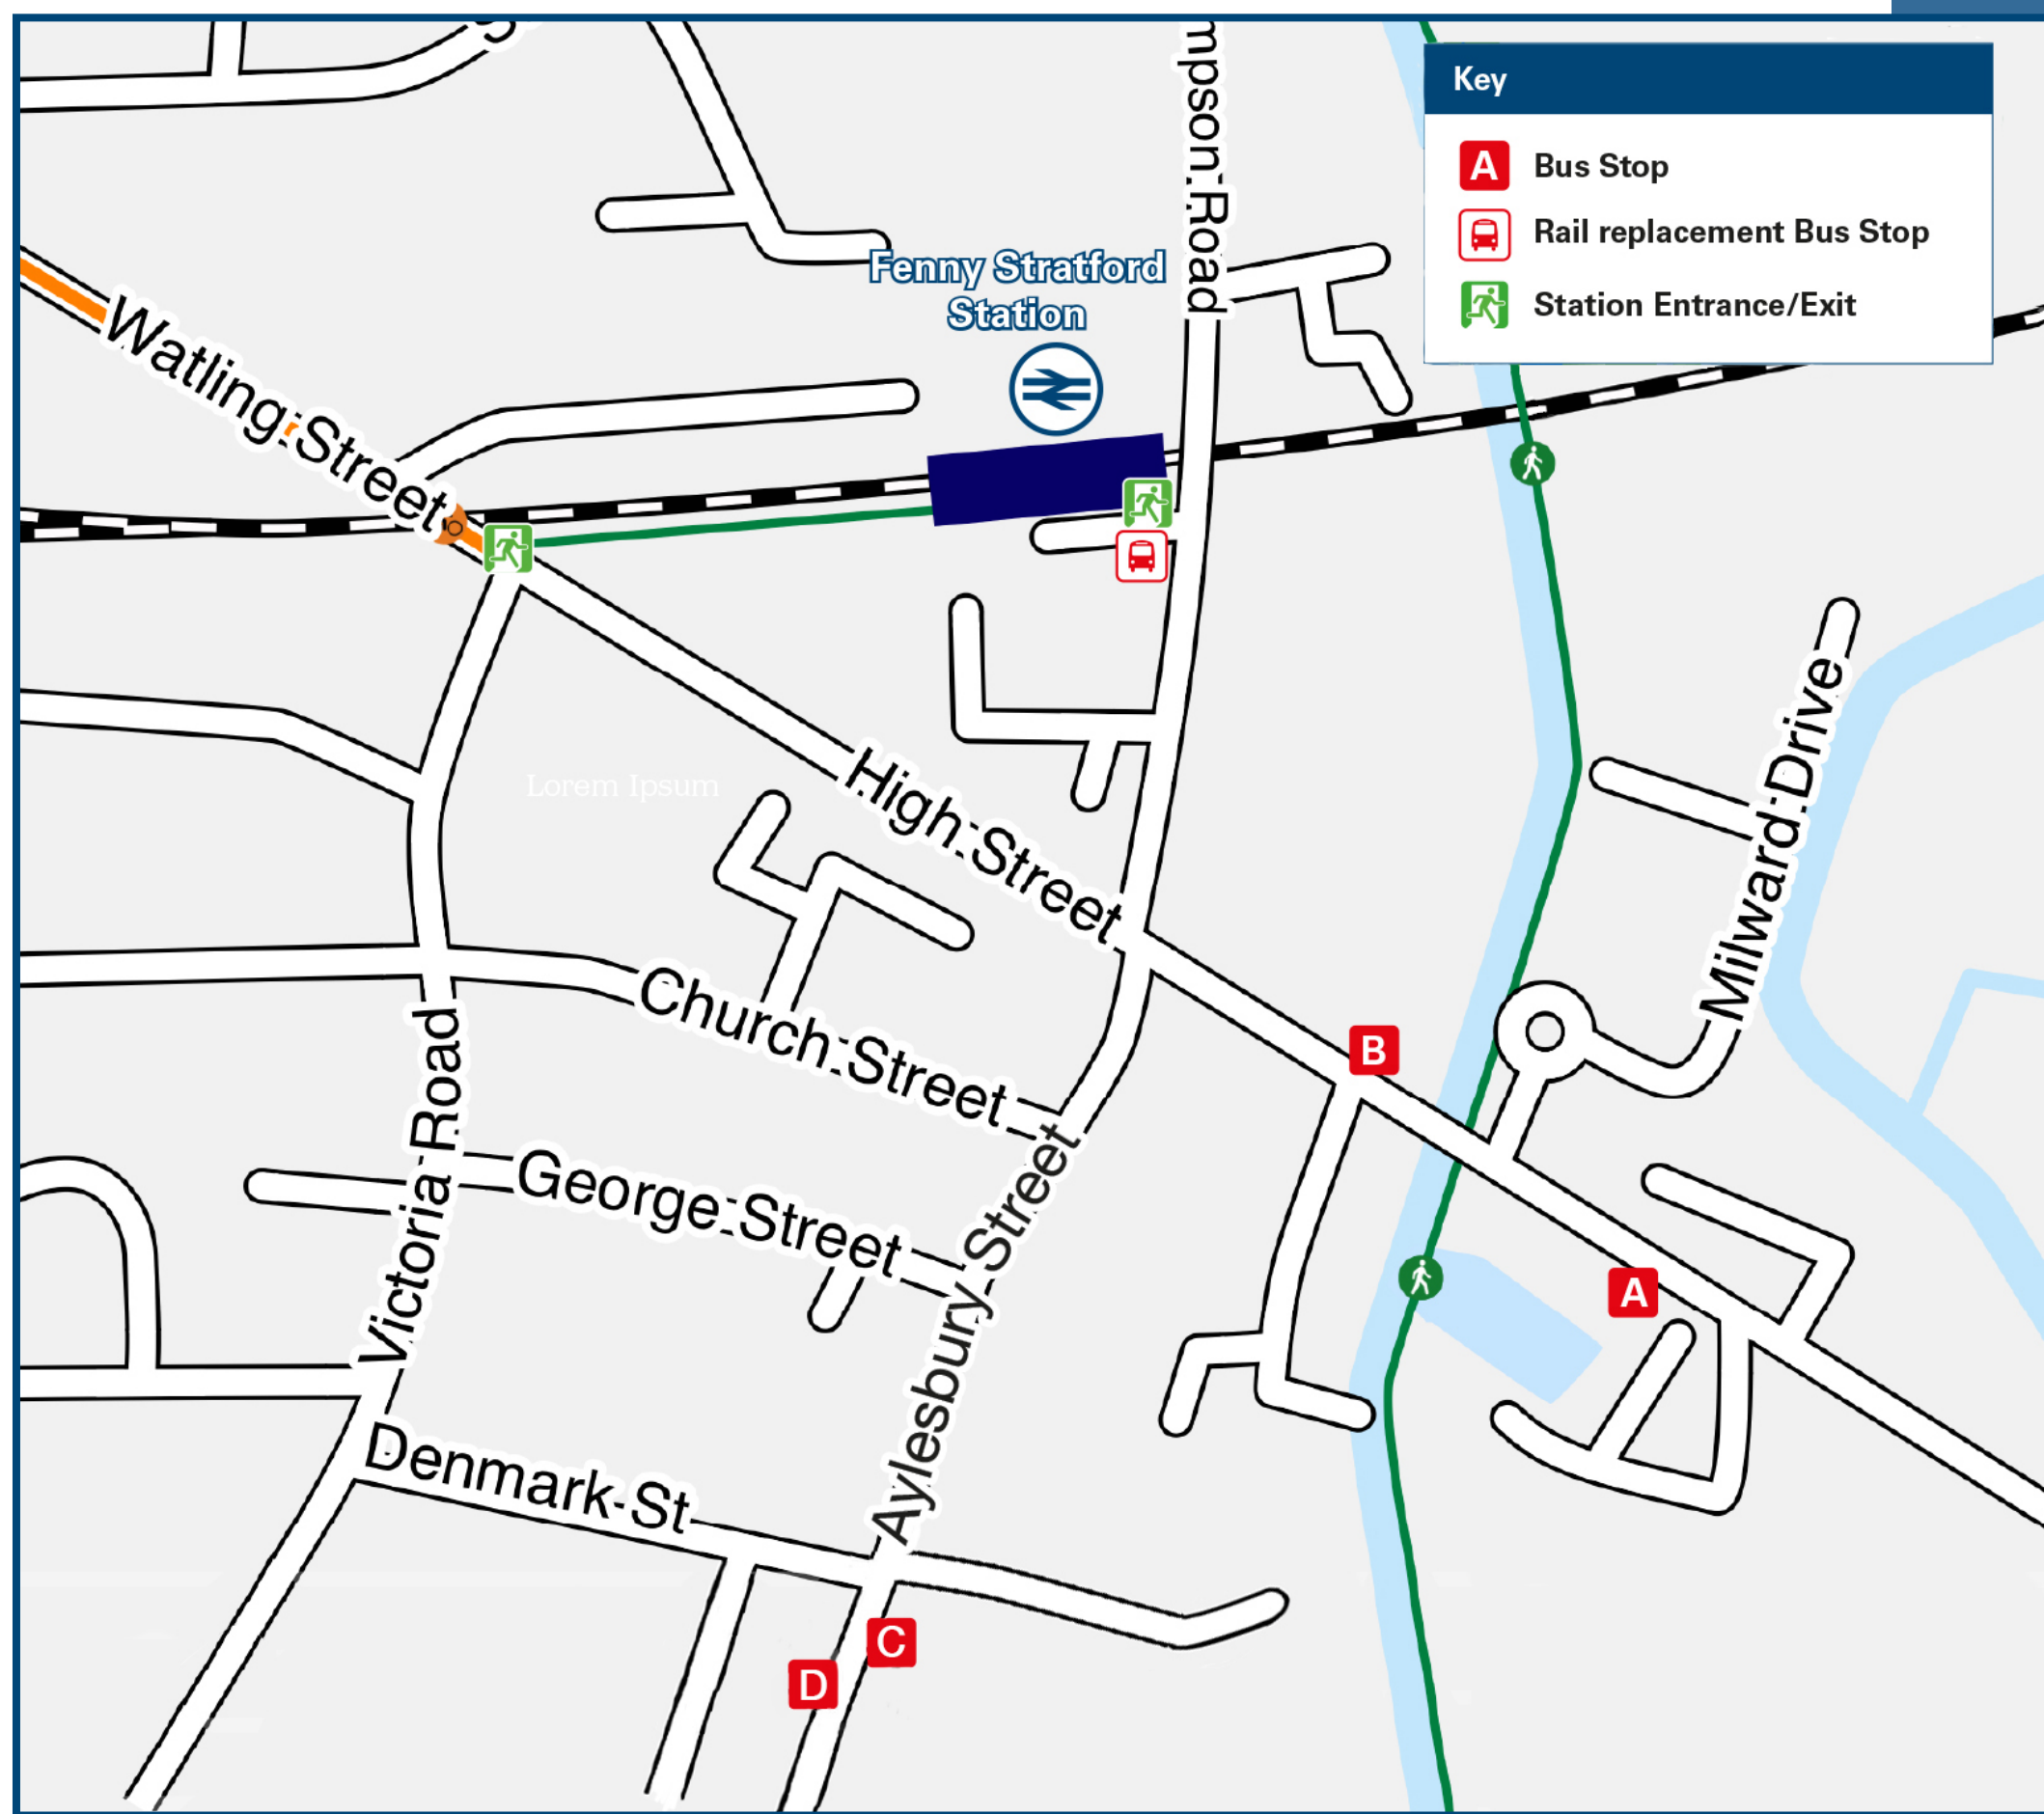 Key
A Bus Stop
Rail replacement Bus Stop
Station Entrance/Exit
mpson Road
Fenny Stratford
Station
Watling Street
High Street
Lorem Ipsum
Milward Drive
Church Street
Victoria Road
George Street
Aylesbury Street
Denmark St
B
A
C
D